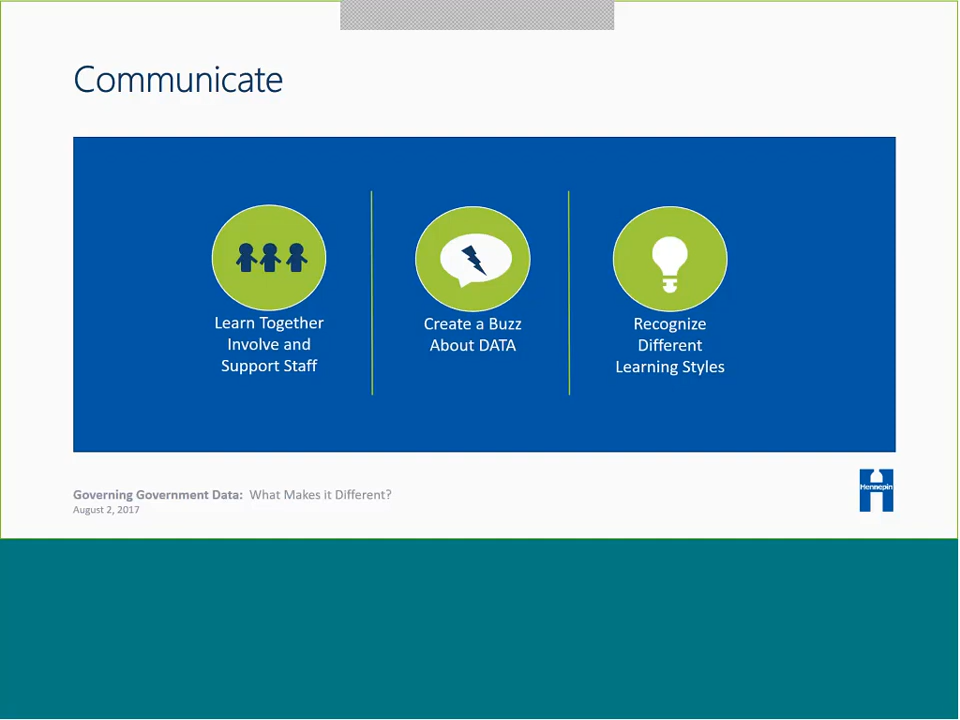 Communicate
Learn Together
Involve and
Support Staff
Create a Buzz
About DATA
Recognize
Different
Learning Styles
Governing Government Data: What Makes it Different?
August 2, 2017
Hennepin